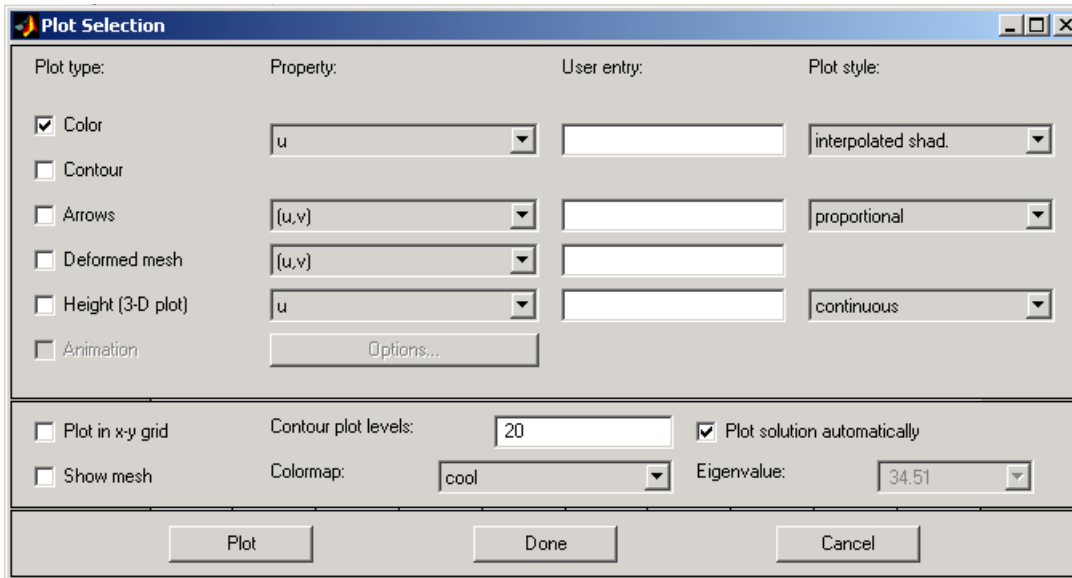 Plot Selection
Plot type: Property: User entry: Plot style:
Color u interpolated shad.
Contour
Arrows (u,v) proportional
Deformed mesh (u,v)
Height (3-D plot) u continuous
Animation Options...
Plot in x-y grid Contour plot levels: 20 Plot solution automatically
Show mesh Colormap: cool Eigenvalue: 34.51
Plot Done Cancel